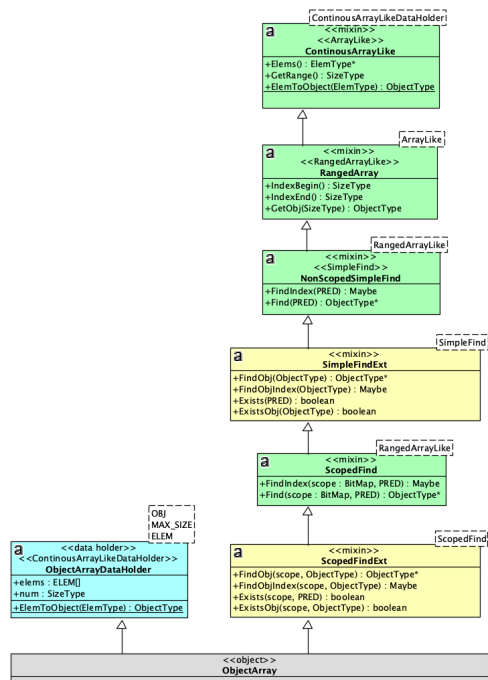 ContinousArrayLikeDataHolder
a
<<mixin>>
<<ArrayLike>>
ContinousArrayLike
+Elems() : ElemType*
+GetRange() : SizeType
+ElemToObject(ElemType) : ObjectType
ArrayLike
a
<<mixin>>
<<RangedArrayLike>>
RangedArray
+IndexBegin() : SizeType
+IndexEnd() : SizeType
+GetObj(SizeType) : ObjectType
RangedArrayLike
a
<<mixin>>
<<SimpleFind>>
NonScopedSimpleFind
+FindIndex(PRED) : Maybe
+Find(PRED) : ObjectType*
SimpleFind
a
<<mixin>>
SimpleFindExt
+FindObj(ObjectType) : ObjectType*
+FindObjIndex(ObjectType) : Maybe
+Exists(PRED) : boolean
+ExistsObj(ObjectType) : boolean
RangedArrayLike
a
<<mixin>>
ScopedFind
+FindIndex(scope : BitMap, PRED) : Maybe
+Find(scope : BitMap, PRED) : ObjectType*
OBJ
MAX_SIZE
ELEM
a
<<data holder>>
<<ContinousArrayLikeDataHolder>>
ObjectArrayDataHolder
+elems : ELEM[]
+num : SizeType
+ElemToObject(ElemType) : ObjectType
ScopedFind
a
<<mixin>>
ScopedFindExt
+FindObj(scope, ObjectType) : ObjectType*
+FindObjIndex(scope, ObjectType) : Maybe
+Exists(scope, PRED) : boolean
+ExistsObj(scope, ObjectType) : boolean
<<object>>
ObjectArray